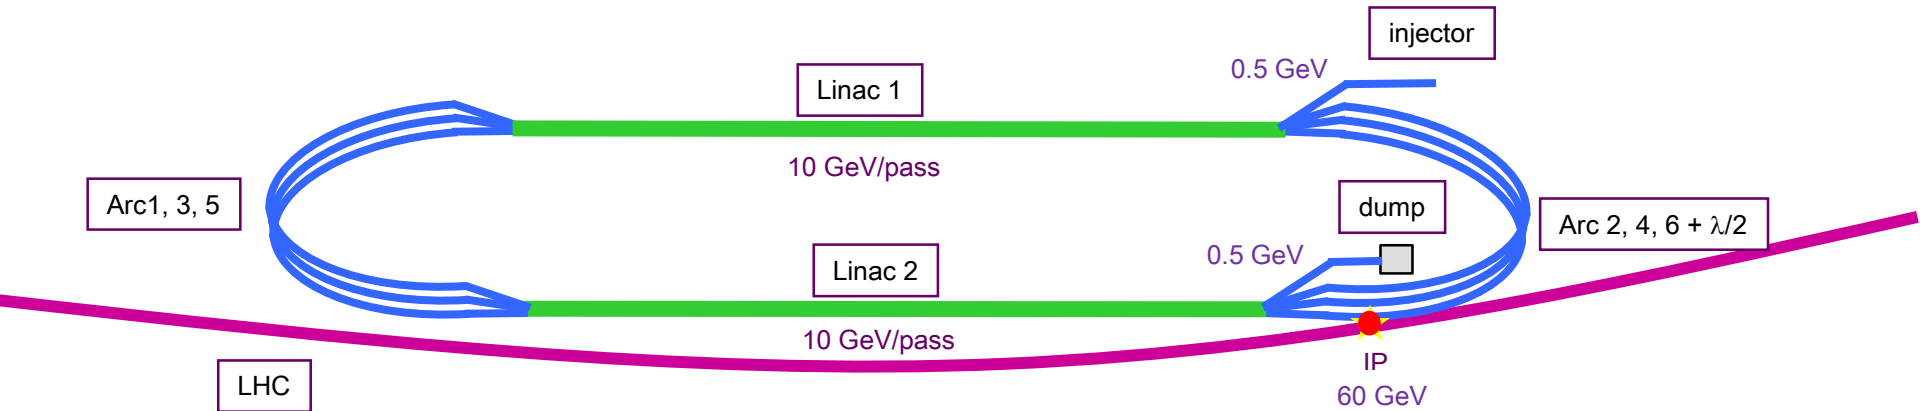 injector
0.5 GeV
Linac 1
10 GeV/pass
Arc1, 3, 5
dump
Arc 2, 4, 6 + λ/2
0.5 GeV
Linac 2
10 GeV/pass
IP
60 GeV
LHC